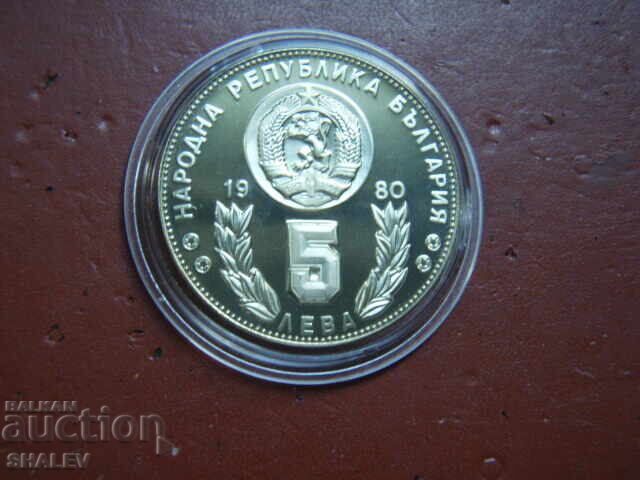 НАРОДНА РЕПУБЛИКА БЪЛГАРИЯ
19 80
5
ЛЕВА
BALKAN
auction
SHALEV